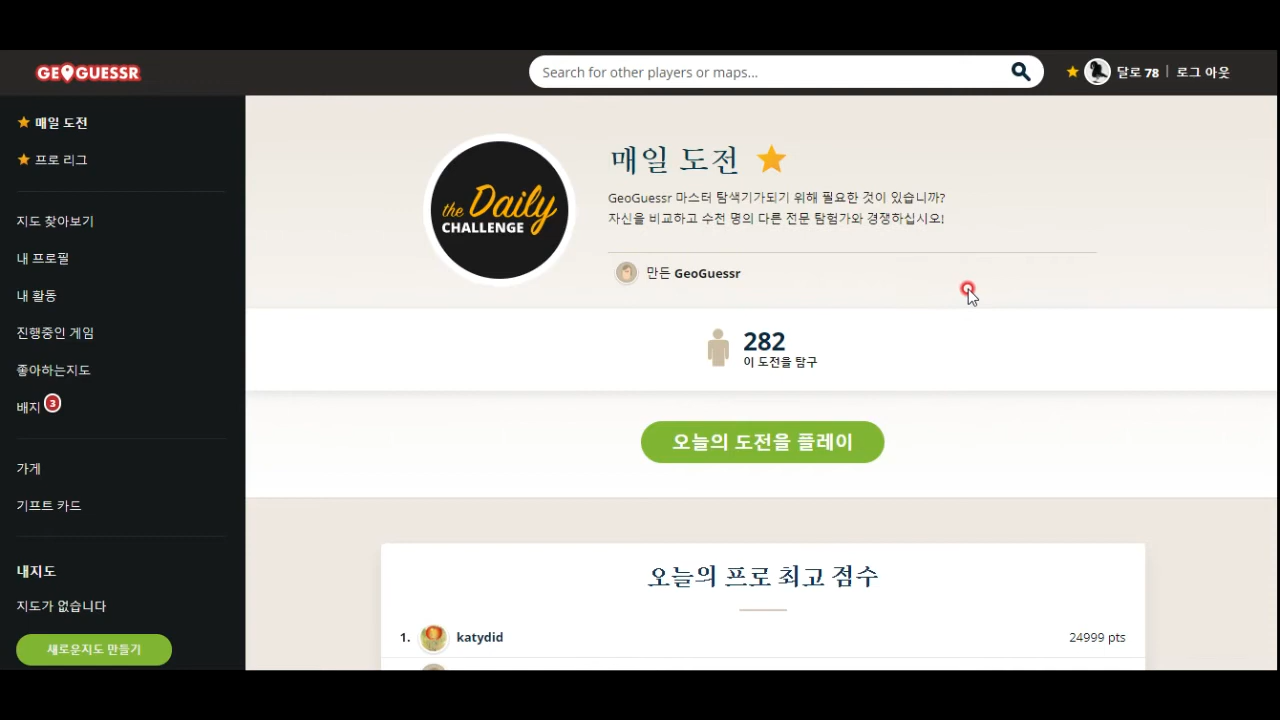 GEOGUESSR
Search for other players or maps...
달로 78 | 로그 아웃
매일 도전
프로 리그
지도 찾아보기
내 프로필
내 활동
진행중인 게임
좋아하는지도
배지 3
가게
기프트 카드
내지도
지도가 없습니다
새로운지도 만들기
the Daily
CHALLENGE
매일 도전
GeoGuessr 마스터 탐색기가되기 위해 필요한 것이 있습니까?
자신을 비교하고 수천 명의 다른 전문 탐험가와 경쟁하십시오!
만든 GeoGuessr
282
이 도전을 탐구
오늘의 도전을 플레이
오늘의 프로 최고 점수
1. katydid 24999 pts